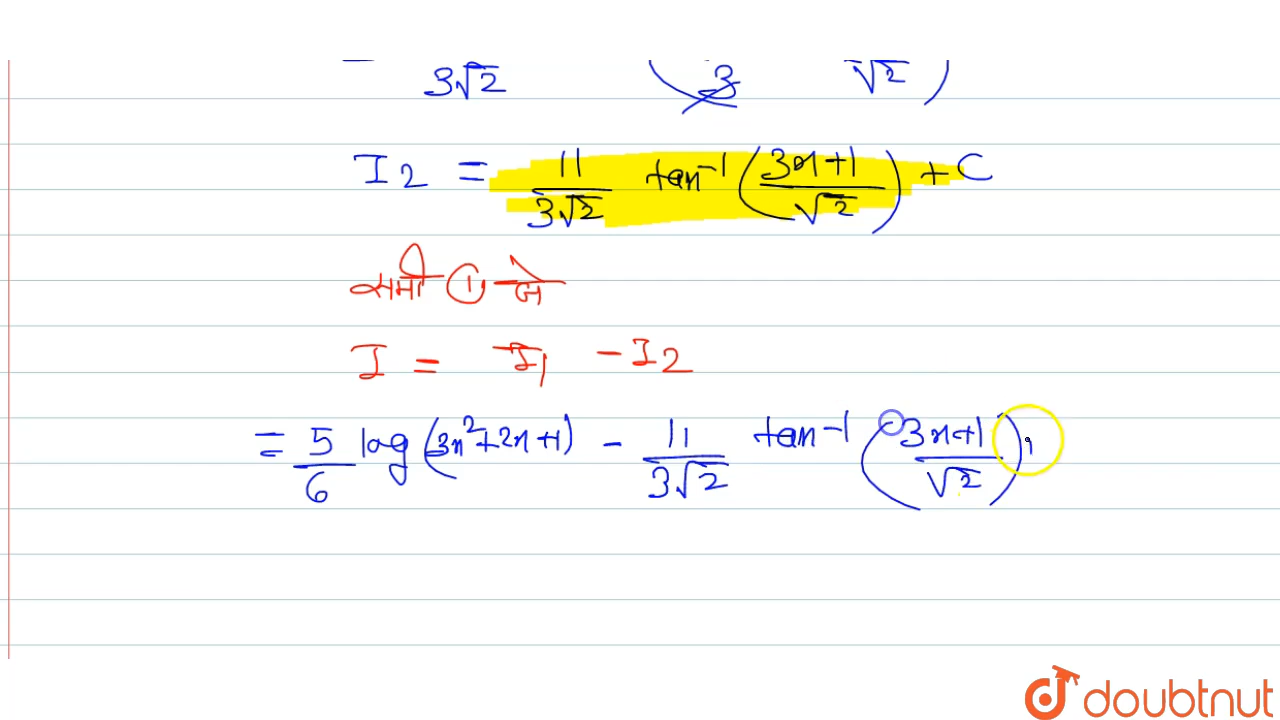 3√2 3 √2 )
I2 = 11/3√2 tan⁻¹ (3x+1/√2) + C
समी ① से
I = I1 - I2
= 5/6 log (3x²+2x+1) - 11/3√2 tan⁻¹ (3x+1/√2)
doubtnut